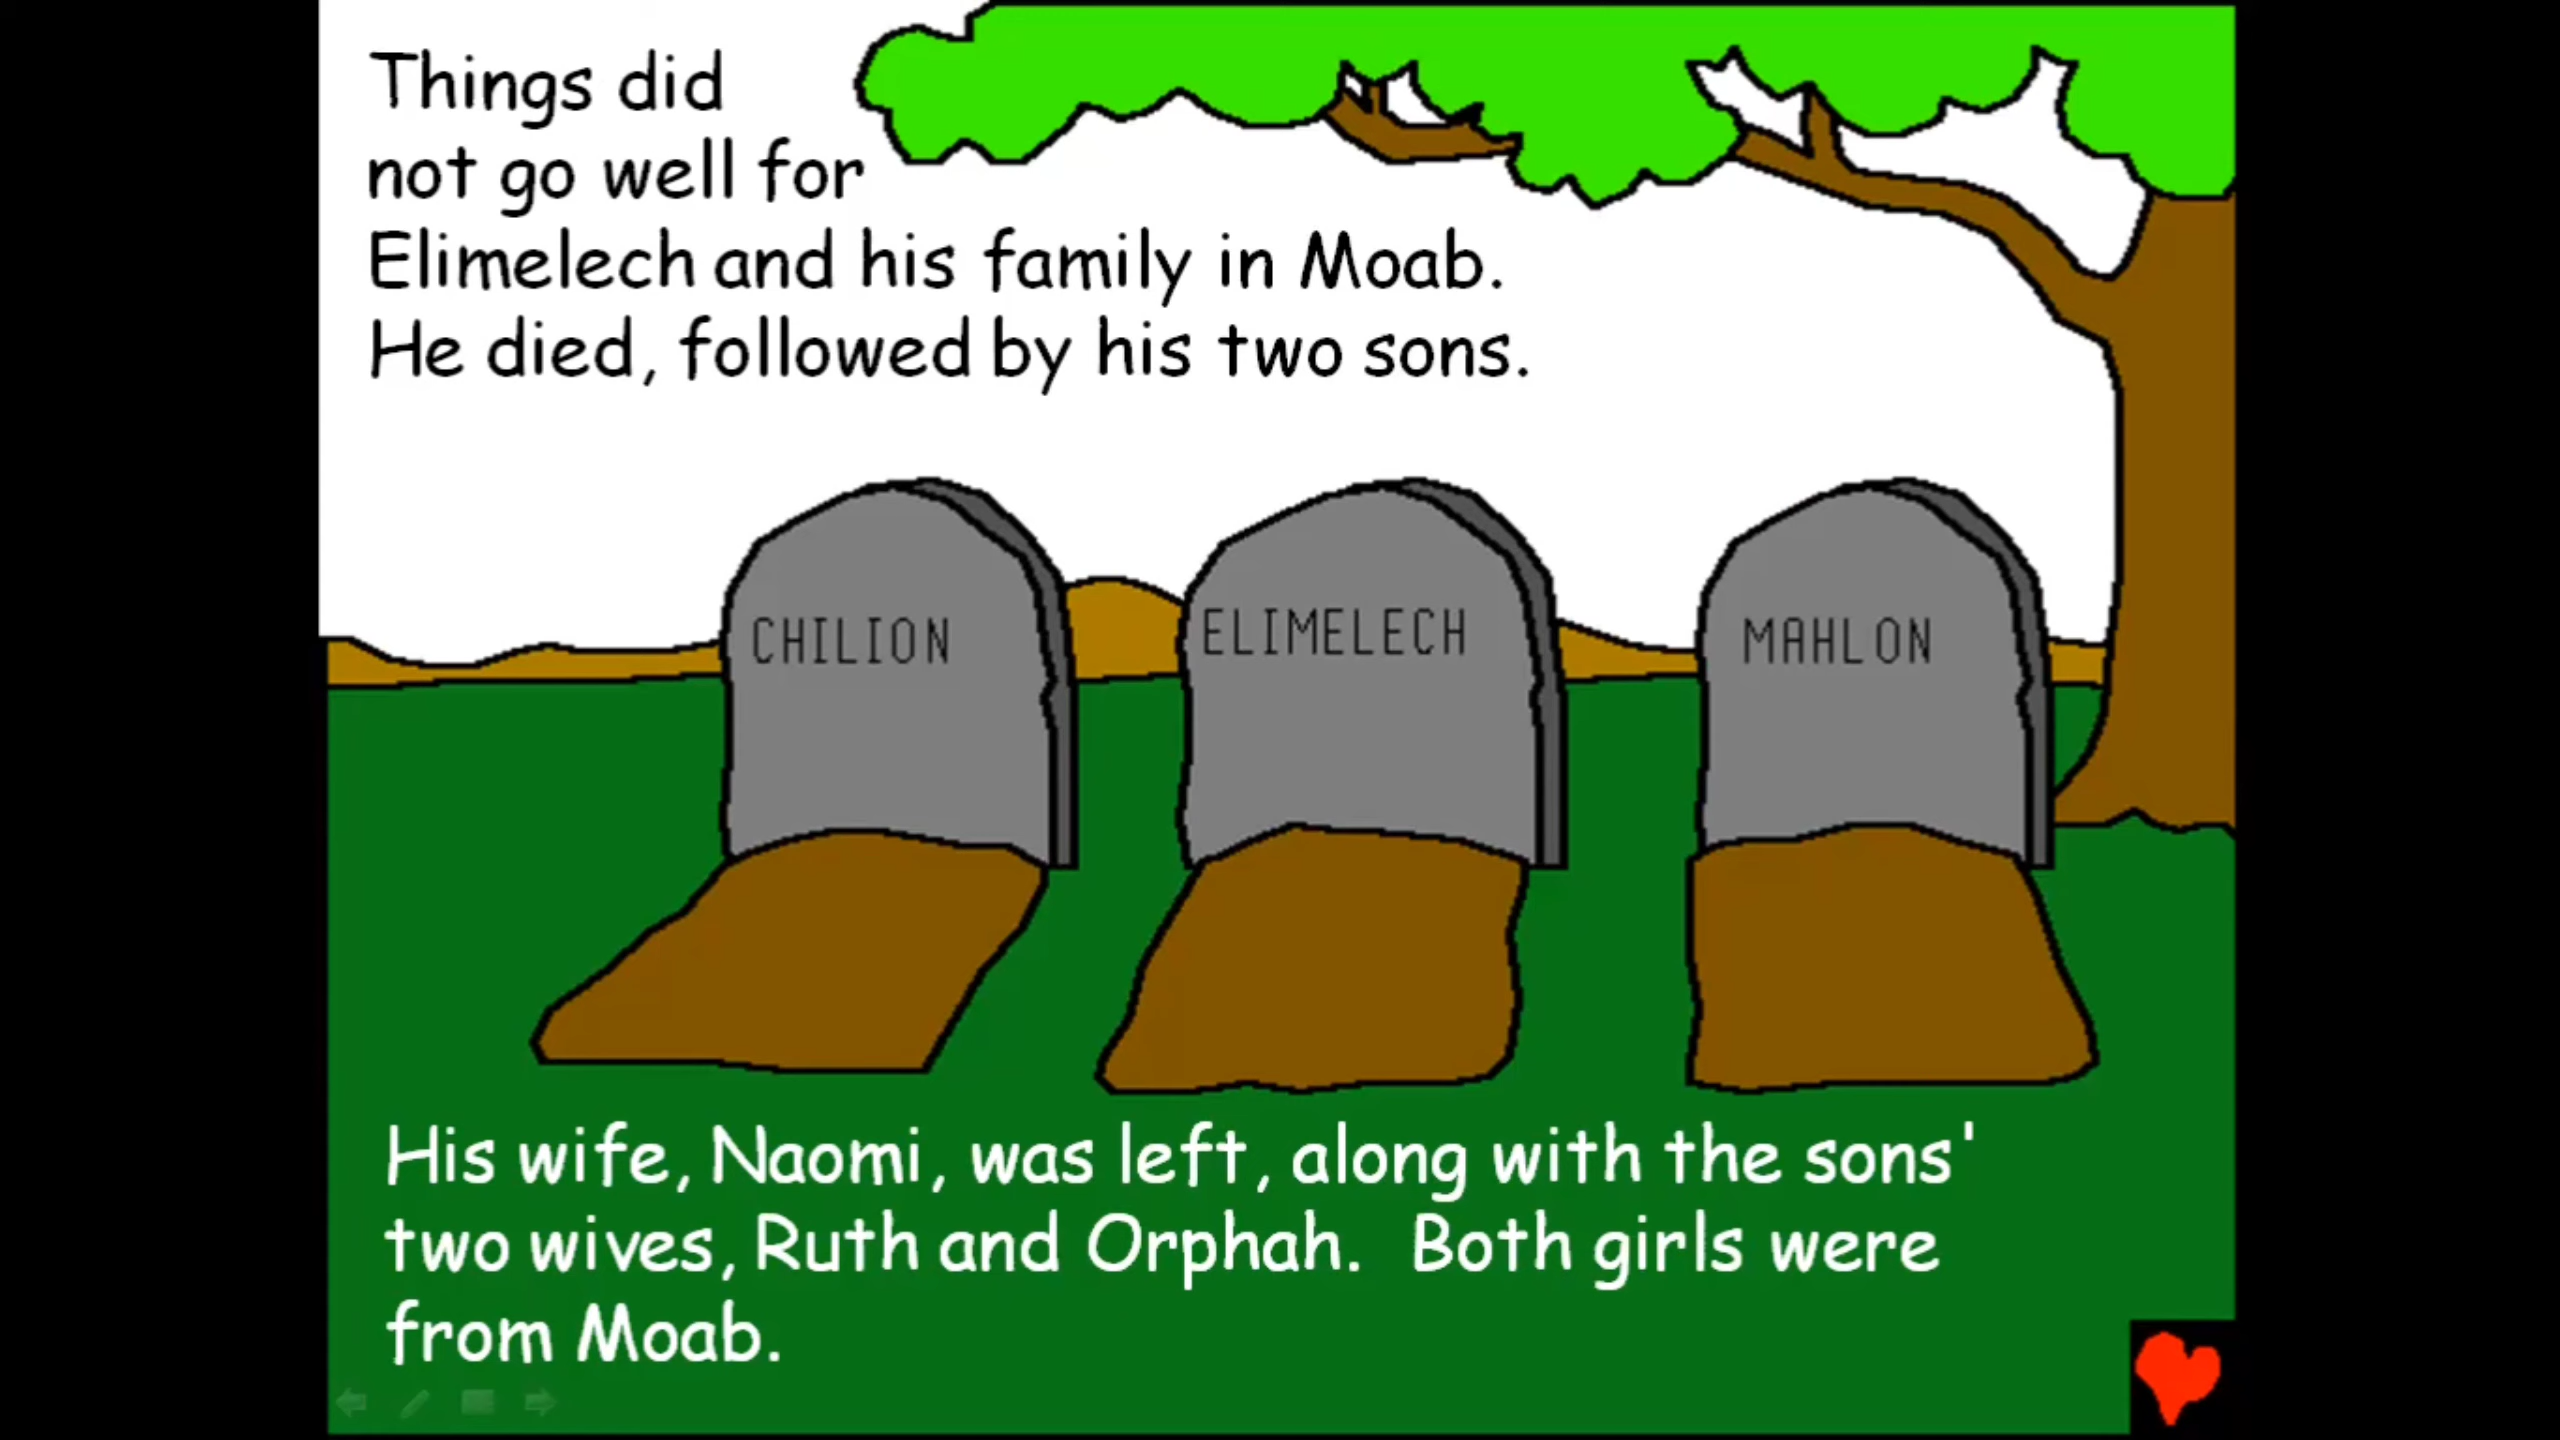 Things did
not go well for
Elimelech and his family in Moab.
He died, followed by his two sons.
CHILION
ELIMELECH
MAHLON
His wife, Naomi, was left, along with the sons'
two wives, Ruth and Orphah.  Both girls were
from Moab.